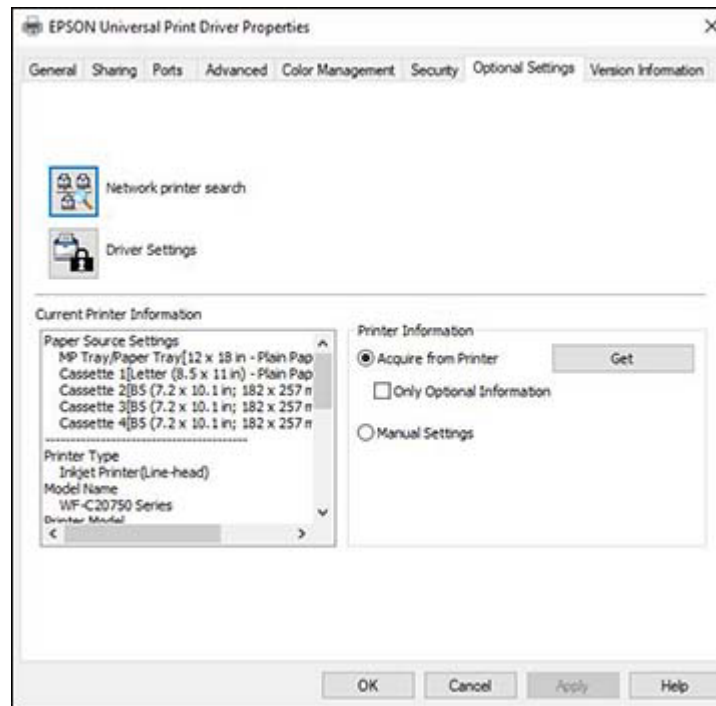 EPSON Universal Print Driver Properties
General Sharing Ports Advanced Color Management Security Optional Settings Version Information
Network printer search
Driver Settings
Current Printer Information
Paper Source Settings
MP Tray/Paper Tray[12 x 18 in - Plain Pap
Cassette 1[Letter (8.5 x 11 in) - Plain Pap
Cassette 2[B5 (7.2 x 10.1 in; 182 x 257 m
Cassette 3[B5 (7.2 x 10.1 in; 182 x 257 m
Cassette 4[B5 (7.2 x 10.1 in; 182 x 257 m
----------------------------------------
Printer Type
Inkjet Printer(Line-head)
Model Name
WF-C20750 Series
Printer Model
Printer Information
Acquire from Printer
Get
Only Optional Information
Manual Settings
OK Cancel Apply Help